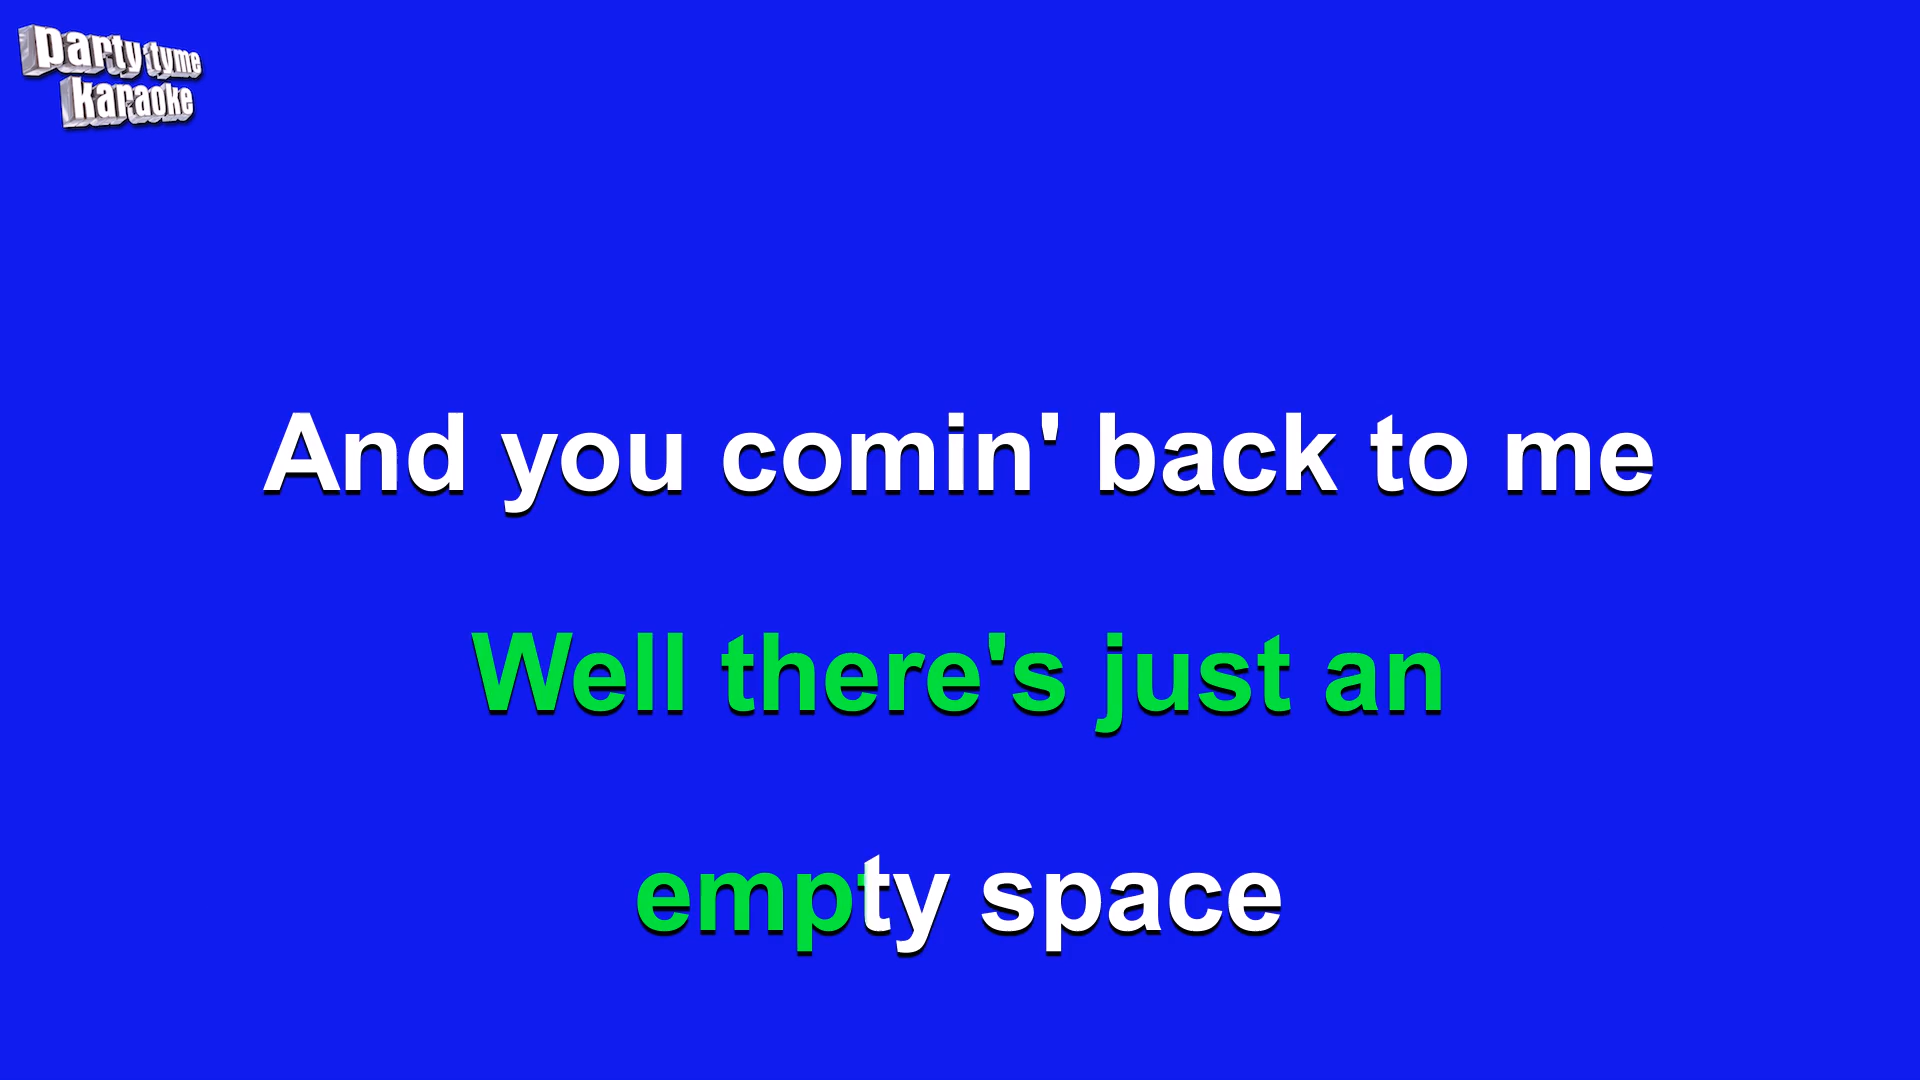 party tyme
karaoke
And you comin' back to me
Well there's just an
empty space